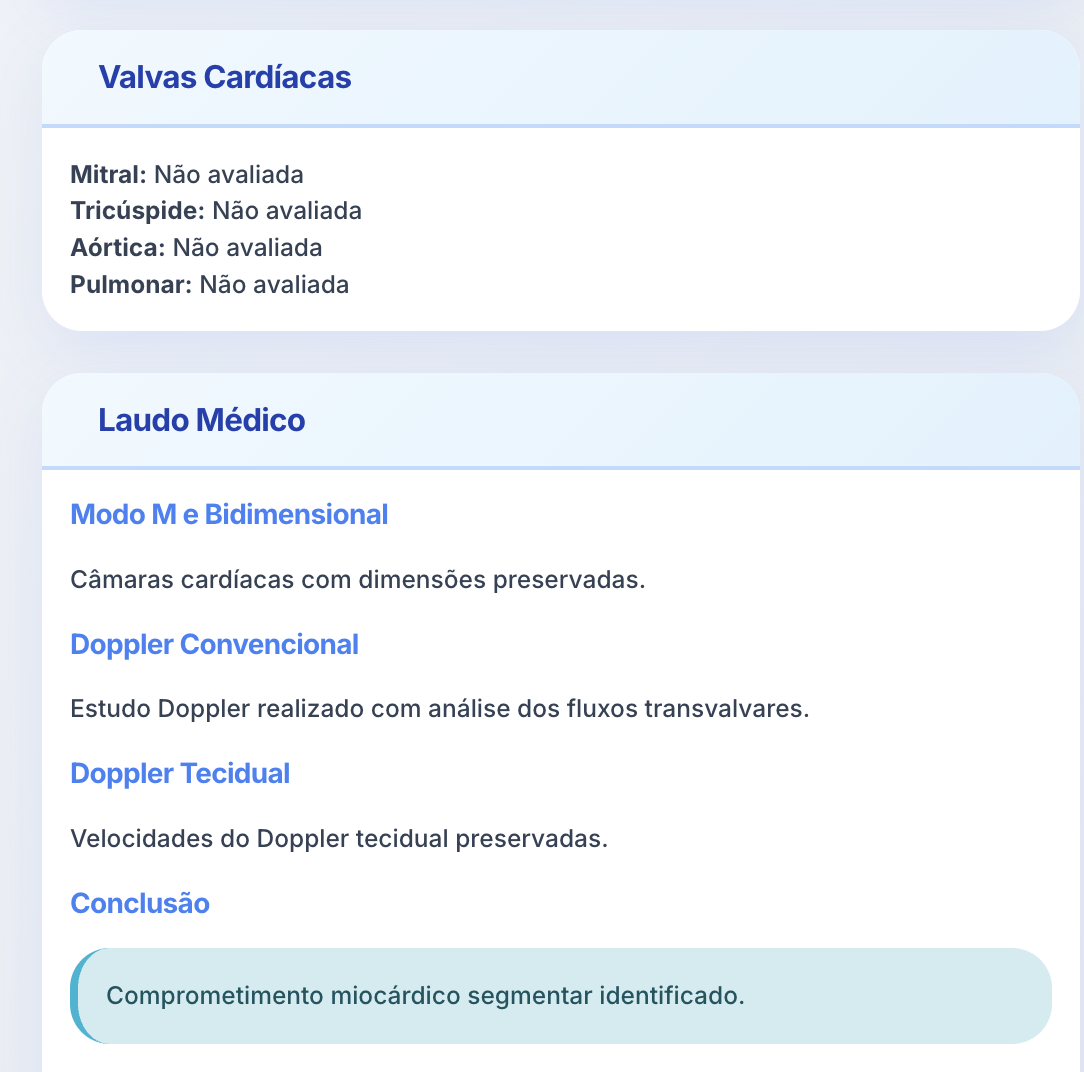 Valvas Cardíacas
Mitral: Não avaliada
Tricúspide: Não avaliada
Aórtica: Não avaliada
Pulmonar: Não avaliada
Laudo Médico
Modo M e Bidimensional
Câmaras cardíacas com dimensões preservadas.
Doppler Convencional
Estudo Doppler realizado com análise dos fluxos transvalvares.
Doppler Tecidual
Velocidades do Doppler tecidual preservadas.
Conclusão
Comprometimento miocárdico segmentar identificado.